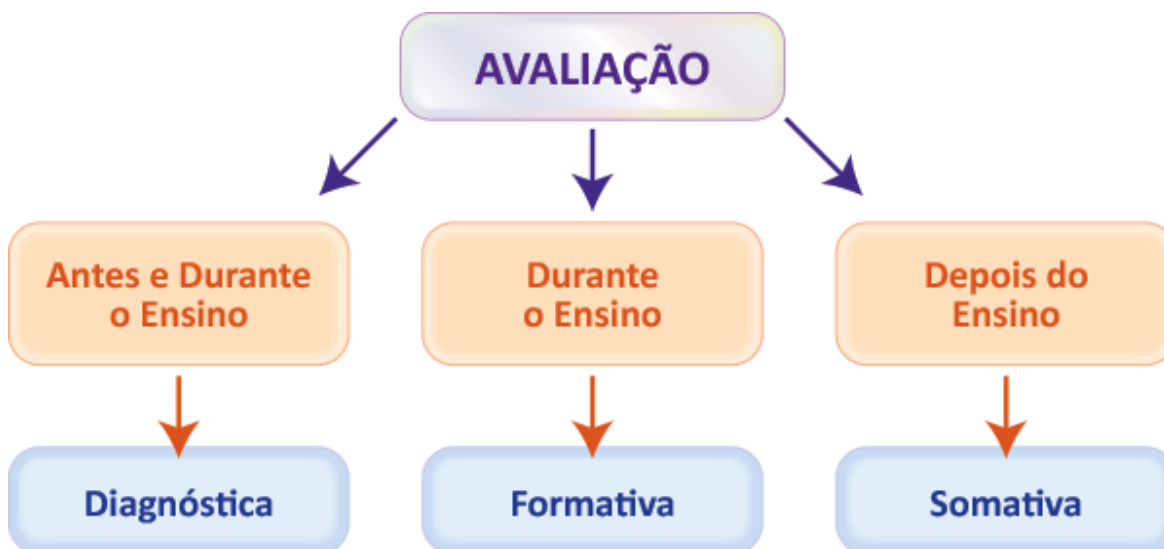 AVALIAÇÃO
Antes e Durante
o Ensino
Durante
o Ensino
Depois do
Ensino
Diagnóstica
Formativa
Somativa